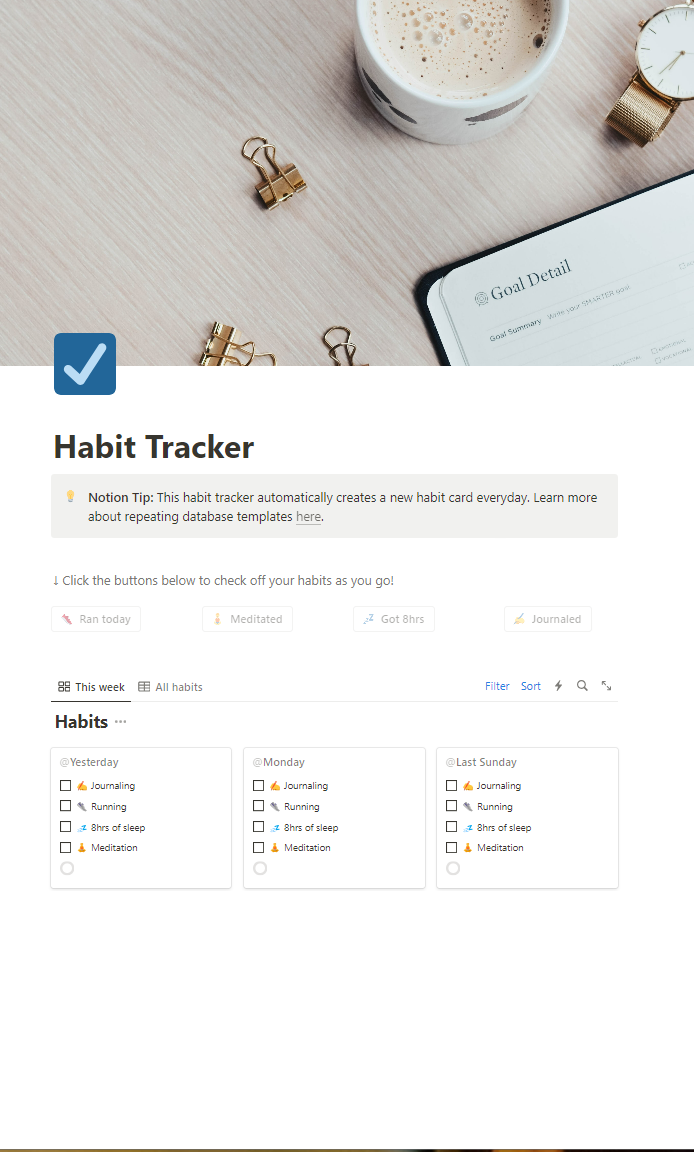 Goal Detail
Goal Summary Write your SMARTER goal
Habit Tracker
Notion Tip: This habit tracker automatically creates a new habit card everyday. Learn more
about repeating database templates here.
↓ Click the buttons below to check off your habits as you go!
Ran today Meditated Got 8hrs Journaled
This week All habits Filter Sort
Habits
@Yesterday
Journaling
Running
8hrs of sleep
Meditation
@Monday
Journaling
Running
8hrs of sleep
Meditation
@Last Sunday
Journaling
Running
8hrs of sleep
Meditation